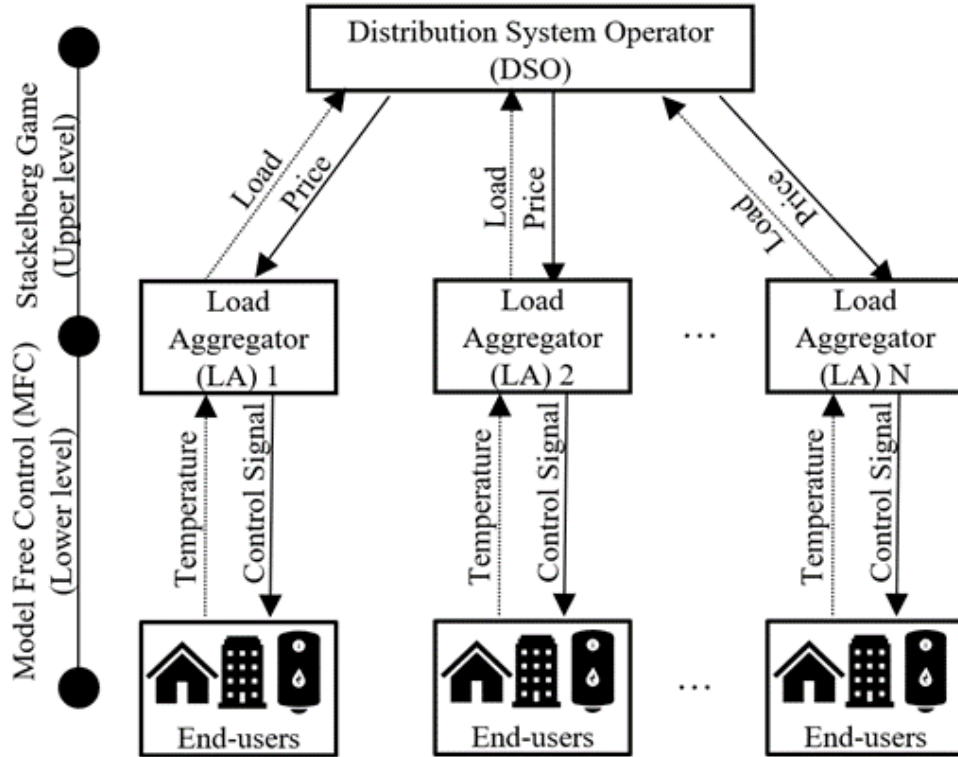 Distribution System Operator
(DSO)
Stackelberg Game
(Upper level)
Load
Price
Load
Price
Load
Price
Load
Aggregator
(LA) 1
Load
Aggregator
(LA) 2
...
Load
Aggregator
(LA) N
Model Free Control (MFC)
(Lower level)
Temperature
Control Signal
Temperature
Control Signal
Temperature
Control Signal
End-users
End-users
...
End-users